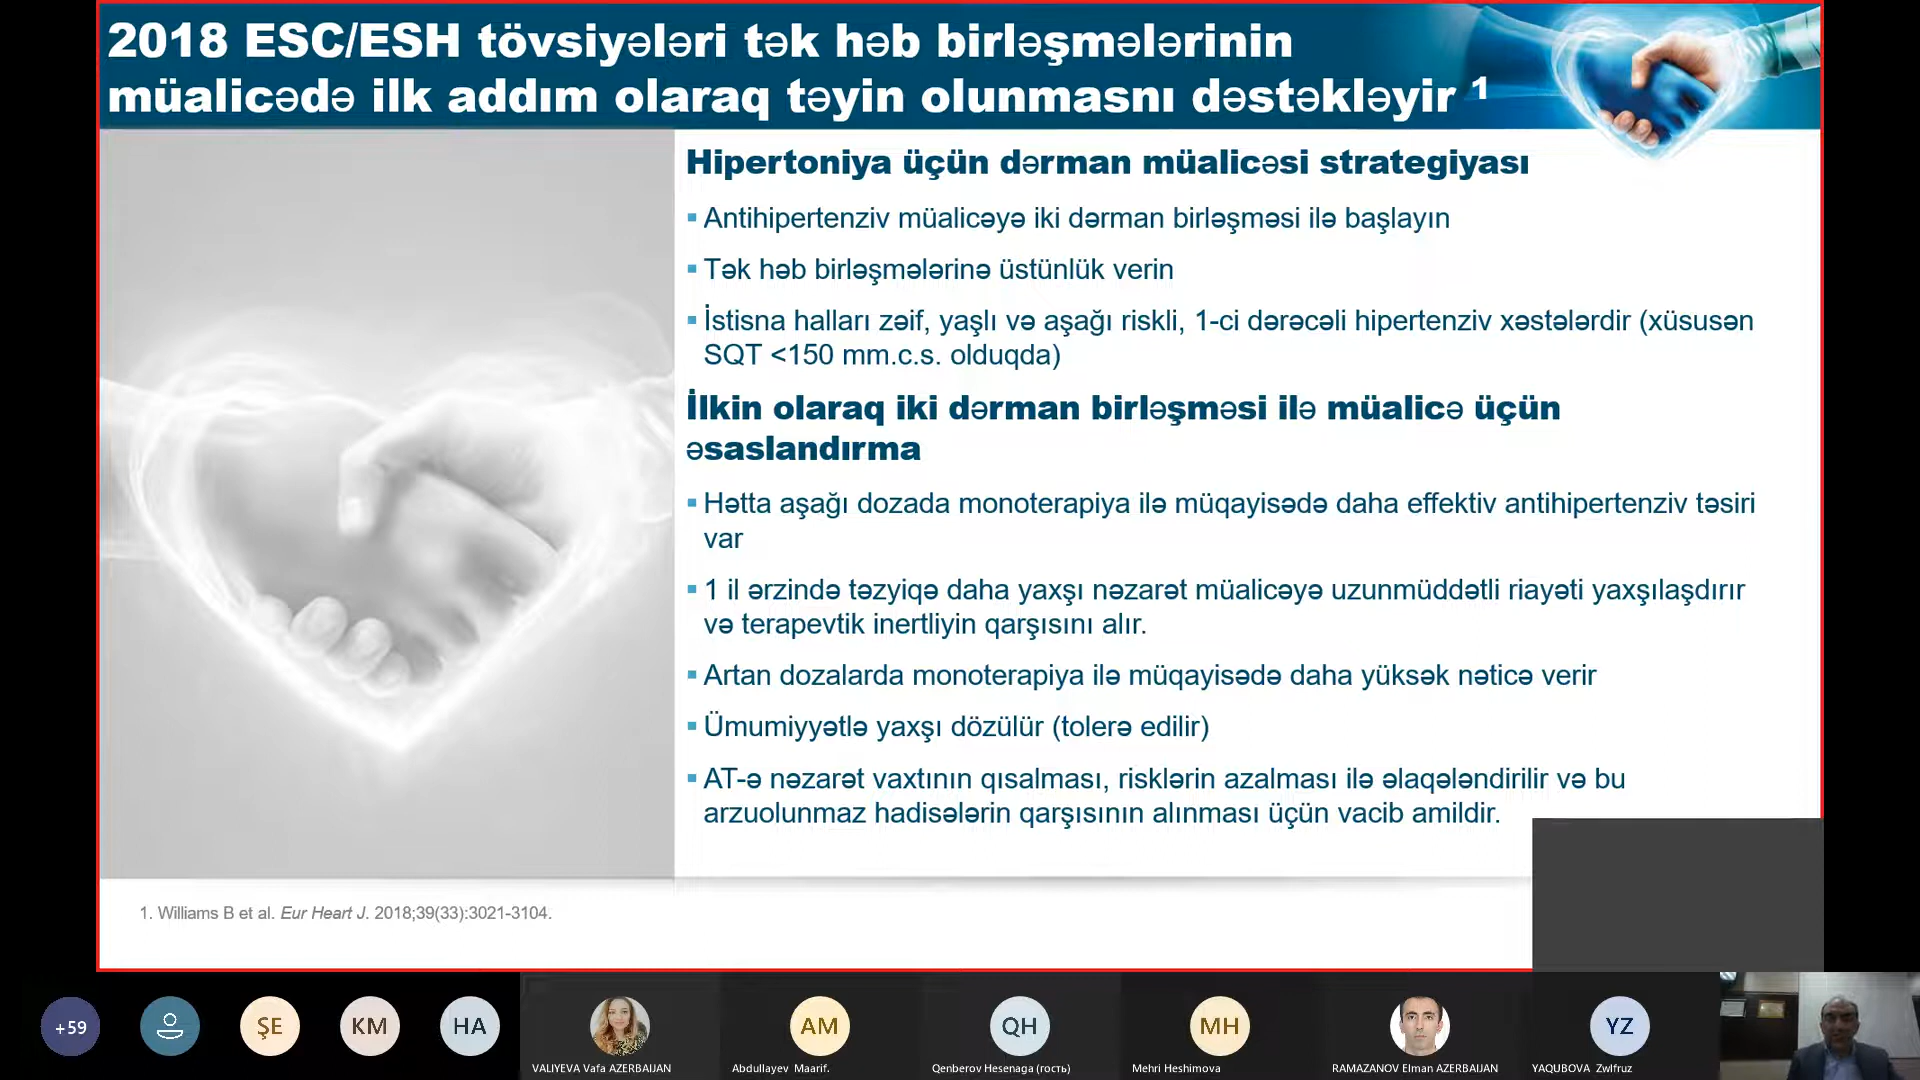 2018 ESC/ESH tövsiyələri tək həb birləşmələrinin
müalicədə ilk addım olaraq təyin olunmasnı dəstəkləyir ¹
Hipertoniya üçün dərman müalicəsi strategiyası
▪ Antihipertenziv müalicəyə iki dərman birləşməsi ilə başlayın
▪ Tək həb birləşmələrinə üstünlük verin
▪ İstisna halları zəif, yaşlı və aşağı riskli, 1-ci dərəcəli hipertenziv xəstələrdir (xüsusən
SQT <150 mm.c.s. olduqda)
İlkin olaraq iki dərman birləşməsi ilə müalicə üçün
əsaslandırma
▪ Hətta aşağı dozada monoterapiya ilə müqayisədə daha effektiv antihipertenziv təsiri
var
▪ 1 il ərzində təzyiqə daha yaxşı nəzarət müalicəyə uzunmüddətli riayəti yaxşılaşdırır
və terapevtik inertliyin qarşısını alır.
▪ Artan dozalarda monoterapiya ilə müqayisədə daha yüksək nəticə verir
▪ Ümumiyyətlə yaxşı dözülür (tolerə edilir)
▪ AT-ə nəzarət vaxtının qısalması, risklərin azalması ilə əlaqələndirilir və bu
arzuolunmaz hadisələrin qarşısının alınması üçün vacib amildir.
1. Williams B et al. Eur Heart J. 2018;39(33):3021-3104.
+59
ŞE
KM
HA
AM
QH
MH
YZ
VALIYEVA Vafa AZERBAIJAN
Abdullayev Maarif.
Qenberov Hesenaga (гость)
Mehri Heshimova
RAMAZANOV Elman AZERBAIJAN
YAQUBOVA Zwlfruz